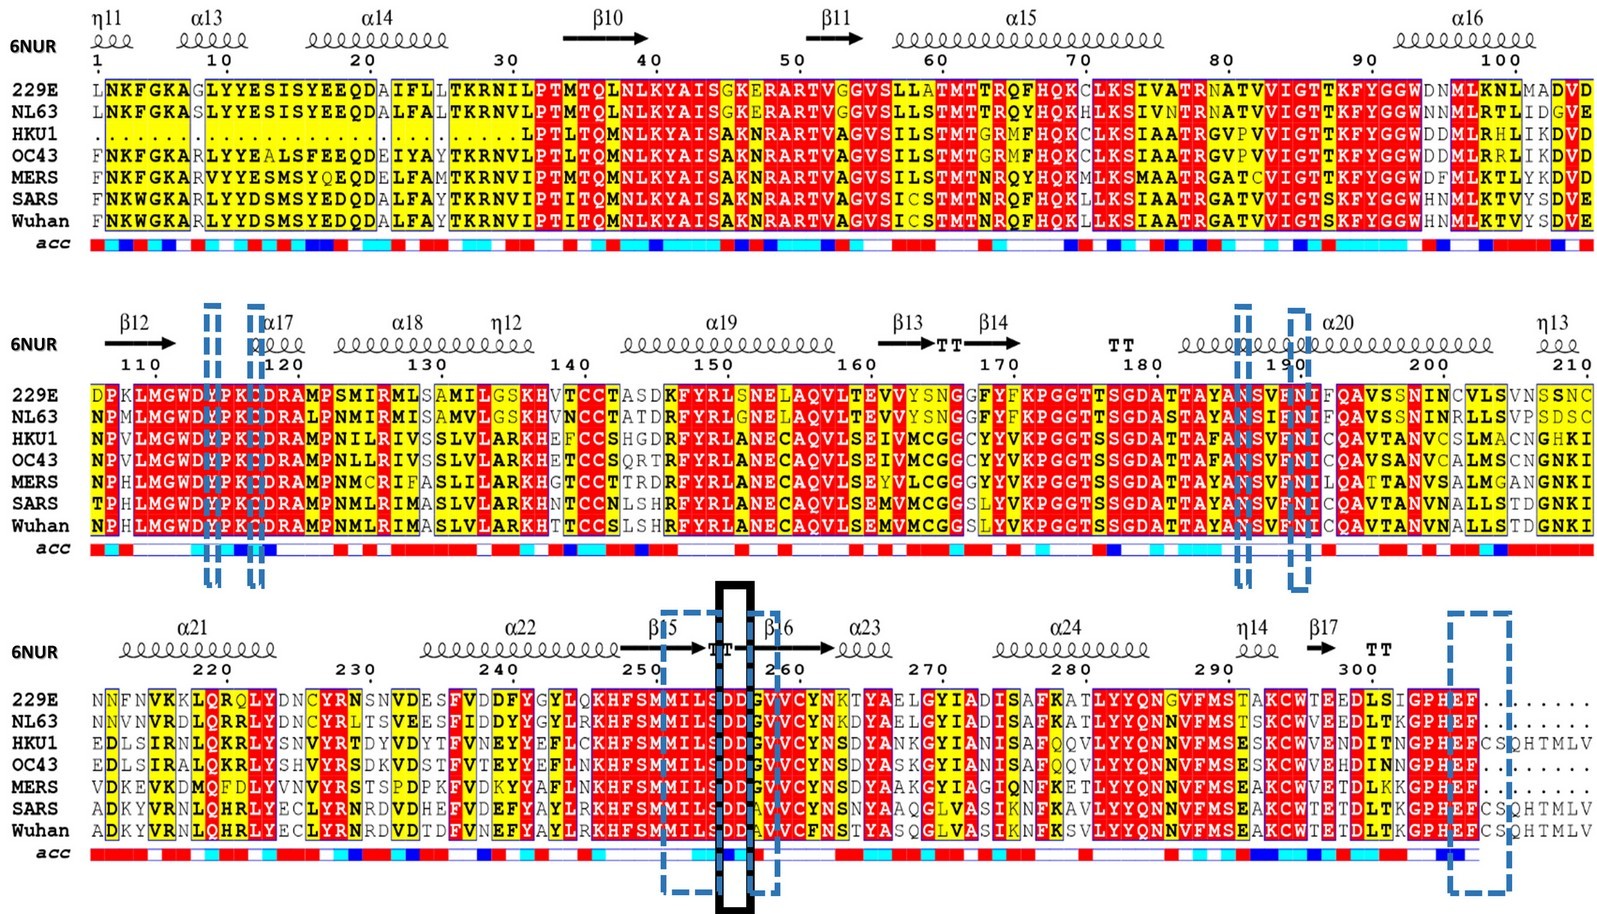 η11 α13 α14 β10 β11 α15 α16
6NUR
1 10 20 30 40 50 60 70 80 90 100
229E LNKFGKAGLYYESISYEEQDAIFLLTKRNILPTMTQLNLKYAISGKERARTVGGVSLLATMTTRQFHQKCLKSIVATRNATVVIGTTKFYGGWDNMLKNLMADVD
NL63 LNKFGKASLYYESISYEEQDALFALTKRNILPTMTQLNLKYAISGKERARTVGGVSLLSTMTTRQYHQKHLKSIVNTRNATVVIGTTKFYGGWDNMLRTLIDGVE
HKU1 ..............................LPTLTQMNLKYAISAKNRARTVAGVSILSTMTGRMFHQKCLKSIAATRGVPVVIGTTKFYGGWDDMLRHLIKDVD
OC43 FNKFGKARLYYEALSFEEQDEIYAYTKRNVLPTLTQMNLKYAISAKNRARTVAGVSILSTMTGRMFHQKCLKSIAATRGVPVVIGTTKFYGGWDDMLRRLIKDVD
MERS FNKFGKARVYYESMSYQEQDELFAMTKRNVIPTMTQMNLKYAISAKNRARTVAGVSILSTMTNRQYHQKMLKSMAATRGATCVIGTTKFYGGWDFMLKTLYKDVD
SARS FNKWGKARLYYDSMSYEDQDALFAYTKRNVIPTITQMNLKYAISAKNRARTVAGVSICSTMTNRQFHQKLLKSIAATRGATVVIGTSKFYGGWHNMLKTVYSDVE
Wuhan FNKWGKARLYYDSMSYEDQDALFAYTKRNVIPTITQMNLKYAISAKNRARTVAGVSICSTMTNRQFHQKLLKSIAATRGATVVIGTSKFYGGWHNMLKTVYSDVE
acc
β12 α17 α18 η12 α19 β13 β14 α20 η13
6NUR TT TT
110 120 130 140 150 160 170 180 190 200 210
229E DPKLMGWDYPKCDRAMPSMIRMLSAMILGSKHVTCCTASDKFYRLSNELAQVLTEVVYSNGGFYFKPGGTTSGDATTAYANSVFNIFQAVSSNINCVLSVNSSNC
NL63 NPMLMGWDYPKCDRALPNMIRMISAMVLGSKHVNCCTATDRFYRLGNELAQVLTEVVYSNGGFYFKPGGTTSGDASTAYANSIFNIFQAVSSNINRLLSVPSDSC
HKU1 NPVLMGWDYPKCDRAMPNILRIVSSLVLARKHEFCCSHGDRFYRLANECAQVLSEIVMCGGCYYVKPGGTSSGDATTAFANSVFNICQAVTANVCSLMACNGHKI
OC43 NPVLMGWDYPKCDRAMPNLLRIVSSLVLARKHETCCSQRTRFYRLANECAQVLSEIVMCGGCYYVKPGGTSSGDATTAFANSVFNICQAVSANVCALMSCNGNKI
MERS NPHLMGWDYPKCDRAMPNMCRIFASLILARKHGTCCTTRDRFYRLANECAQVLSEYVLCGGGYYVKPGGTSSGDATTAYANSVFNILQATTANVSALMGANGNKI
SARS TPHLMGWDYPKCDRAMPNMLRIMASLVLARKHNTCCNLSHRFYRLANECAQVLSEMVMCGGSLYVKPGGTSSGDATTAYANSVFNICQAVTANVNALLSTDGNKI
Wuhan NPHLMGWDYPKCDRAMPNMLRIMASLVLARKHTTCCSLSHRFYRLANECAQVLSEMVMCGGSLYVKPGGTSSGDATTAYANSVFNICQAVTANVNALLSTDGNKI
acc
α21 α22 β15 β16 α23 α24 η14 β17
6NUR TT TT
220 230 240 250 260 270 280 290 300
229E NNFNVKKLQRQLYDNCYRNSNVDESFVDDFYGYLQKHFSMMILSDDGVVCYNKTYAELGYIADISAFKATLYYQNGVFMSTAKCWTEEDLSIGPHEF........
NL63 NNVNVRDLQRRLYDNCYRLTSVEESFIDDYYGYLRKHFSMMILSDDGVVCYNKDYAELGYIADISAFKATLYYQNNVFMSTSKCWVEEDLTKGPHEF........
HKU1 EDLSIRNLQKRLYSNVYRTDYVDYTFVNEYYEFLCKHFSMMILSDDGVVCYNSDYANKGYIANISAFQQVLYYQNNVFMSESKCWVENDITNGPHEFCSQHTMLV
OC43 EDLSIRALQKRLYSHVYRSDKVDSTFVTEYYEFLNKHFSMMILSDDGVVCYNSDYASKGYIANISAFQQVLYYQNNVFMSESKCWVEHDINNGPHEF........
MERS VDKEVKDMQFDLYVNVYRSTSPDPKFVDKYYAFLNKHFSMMILSDDGVVCYNSDYAAKGYIAGIQNFKETLYYQNNVFMSEAKCWVETDLKKGPHEF........
SARS ADKYVRNLQHRLYECLYRNRDVDHEFVDEFYAYLRKHFSMMILSDDAVVCYNSNYAAQGLVASIKNFKAVLYYQNNVFMSEAKCWTETDLTKGPHEFCSQHTMLV
Wuhan ADKYVRNLQHRLYECLYRNRDVDTDFVNEFYAYLRKHFSMMILSDDAVVCFNSTYASQGLVASIKNFKSVLYYQNNVFMSEAKCWTETDLTKGPHEFCSQHTMLV
acc